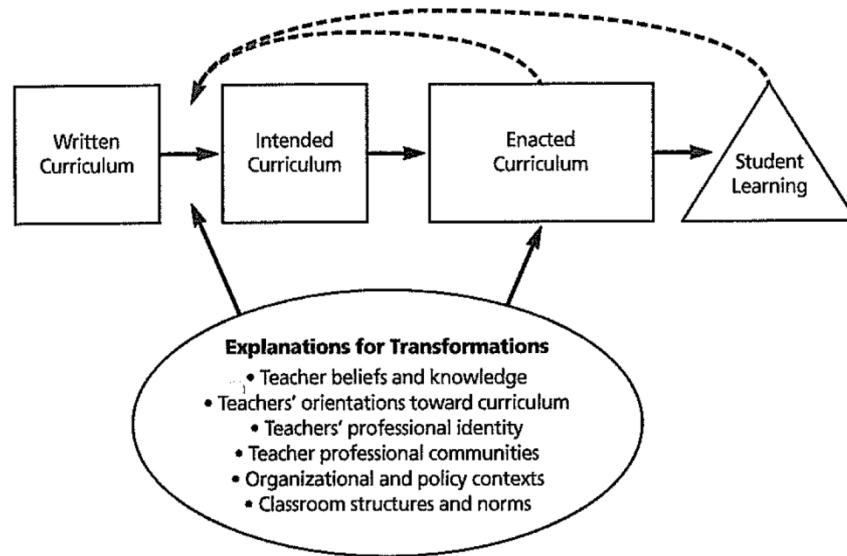 Written
Curriculum
Intended
Curriculum
Enacted
Curriculum
Student
Learning
Explanations for Transformations
• Teacher beliefs and knowledge
• Teachers' orientations toward curriculum
• Teachers' professional identity
• Teacher professional communities
• Organizational and policy contexts
• Classroom structures and norms